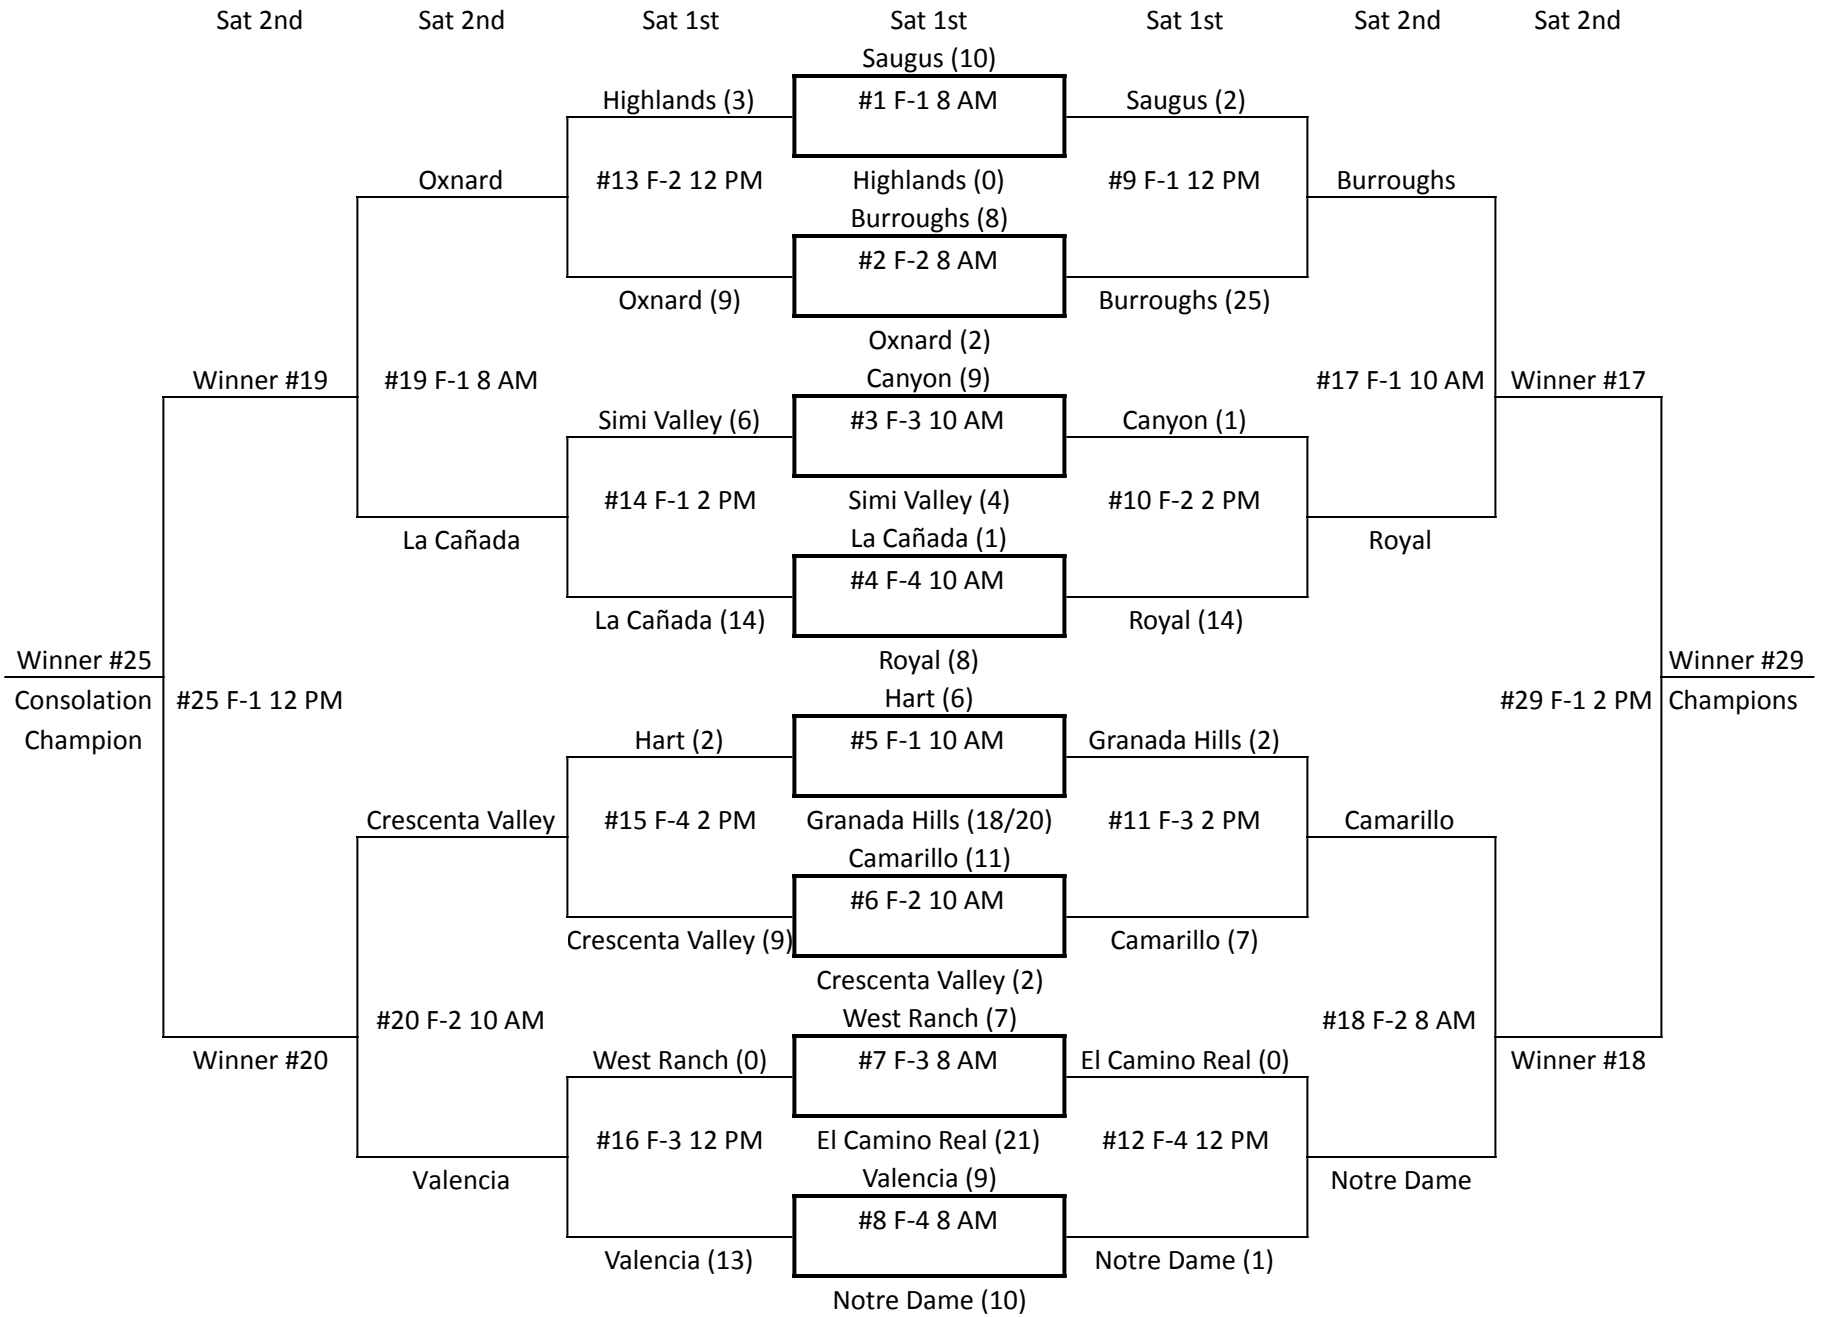 Sat 2nd Sat 2nd Sat 1st Sat 1st Sat 1st Sat 2nd Sat 2nd
Saugus (10)
Highlands (3) #1 F-1 8 AM Saugus (2)
Oxnard #13 F-2 12 PM Highlands (0) #9 F-1 12 PM Burroughs
Burroughs (8)
#2 F-2 8 AM
Oxnard (9) Burroughs (25)
Oxnard (2)
Winner #19 #19 F-1 8 AM Canyon (9) #17 F-1 10 AM Winner #17
Simi Valley (6) #3 F-3 10 AM Canyon (1)
#14 F-1 2 PM Simi Valley (4) #10 F-2 2 PM
La Cañada La Cañada (1) Royal
#4 F-4 10 AM
La Cañada (14) Royal (14)
Winner #25 Royal (8) Winner #29
Consolation #25 F-1 12 PM Hart (6) #29 F-1 2 PM Champions
Champion Hart (2) #5 F-1 10 AM Granada Hills (2)
Crescenta Valley #15 F-4 2 PM Granada Hills (18/20) #11 F-3 2 PM Camarillo
Camarillo (11)
#6 F-2 10 AM
Crescenta Valley (9) Camarillo (7)
Crescenta Valley (2)
#20 F-2 10 AM West Ranch (7) #18 F-2 8 AM
Winner #20 West Ranch (0) #7 F-3 8 AM El Camino Real (0) Winner #18
#16 F-3 12 PM El Camino Real (21) #12 F-4 12 PM
Valencia Valencia (9) Notre Dame
#8 F-4 8 AM
Valencia (13) Notre Dame (1)
Notre Dame (10)